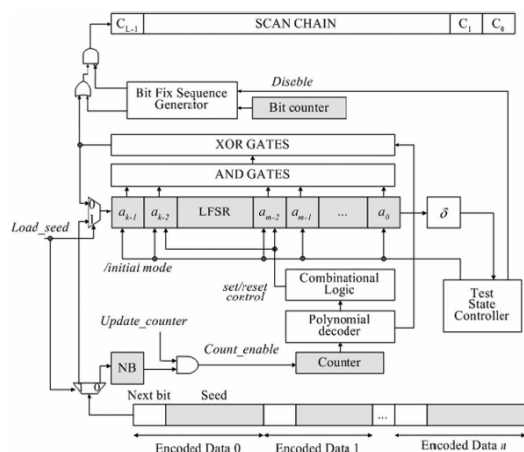 C_{L-1} SCAN CHAIN C_1 C_0
Disable
Bit Fix Sequence
Generator
Bit counter
XOR GATES
AND GATES
0
1
a_{k-1} a_{k-2} LFSR a_{m-2} a_{m-1} ... a_0
δ
Load_seed
/initial mode
set/reset
control
Combinational
Logic
Test
State
Controller
Polynomial
decoder
Update_counter
Count_enable
NB
Counter
1 0
Next bit Seed
...
Encoded Data 0 Encoded Data 1 Encoded Data n